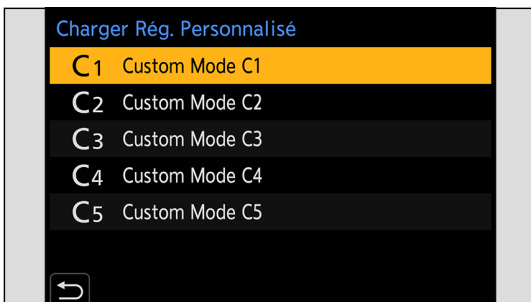 Charger Rég. Personnalisé
C1 Custom Mode C1
C2 Custom Mode C2
C3 Custom Mode C3
C4 Custom Mode C4
C5 Custom Mode C5